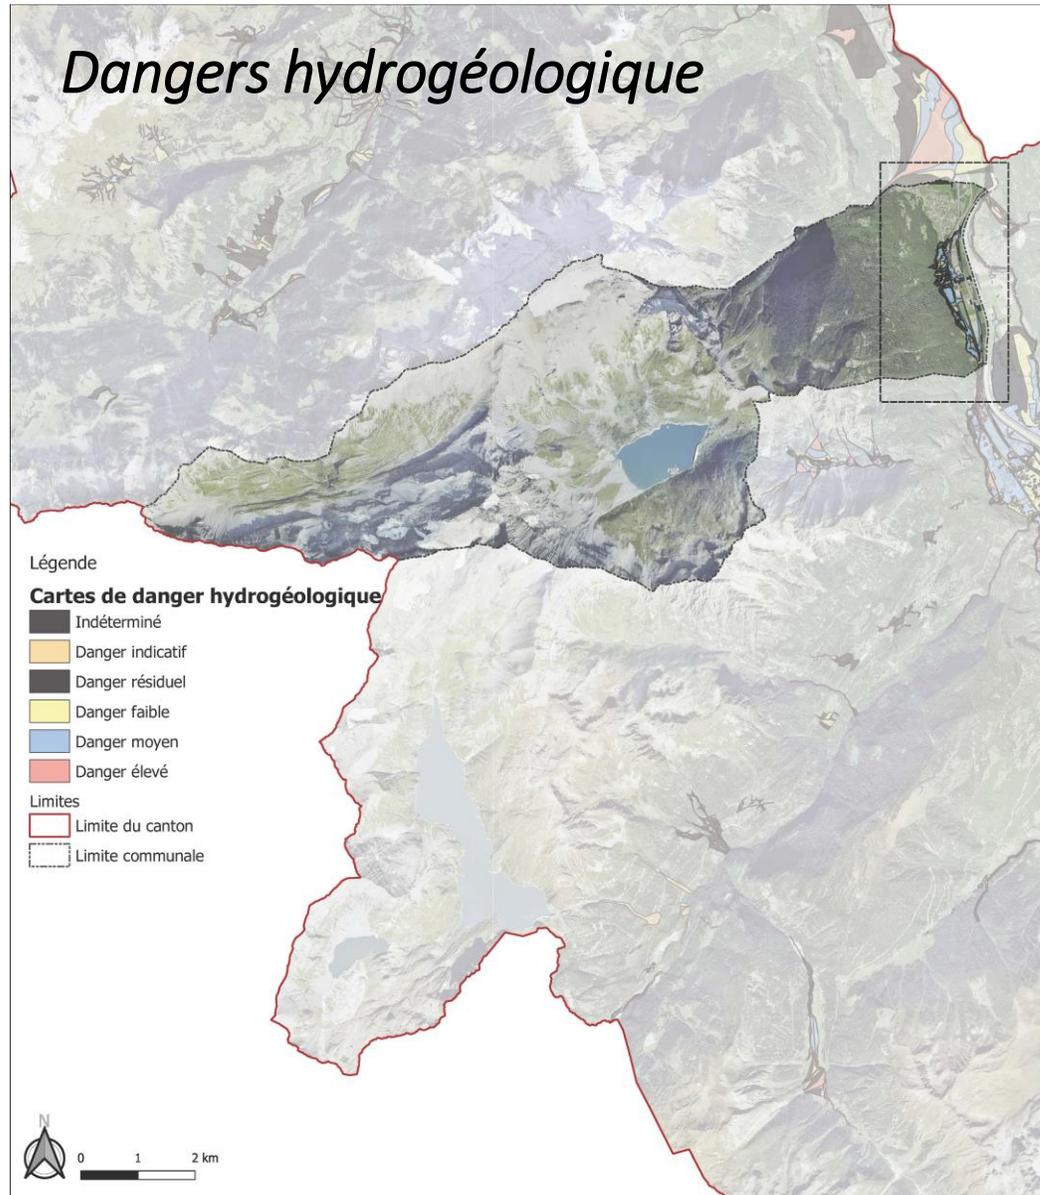 Dangers hydrogéologique
Légende
Cartes de danger hydrogéologique
Indéterminé
Danger indicatif
Danger résiduel
Danger faible
Danger moyen
Danger élevé
Limites
Limite du canton
Limite communale
N
0 1 2 km